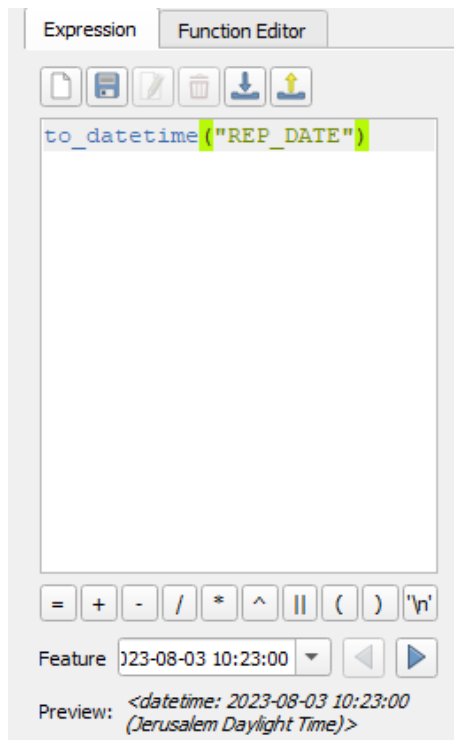 Expression Function Editor
to_datetime("REP_DATE")
= + - / * ^ || ( ) '\n'
Feature 023-08-03 10:23:00
Preview: <datetime: 2023-08-03 10:23:00
(Jerusalem Daylight Time)>